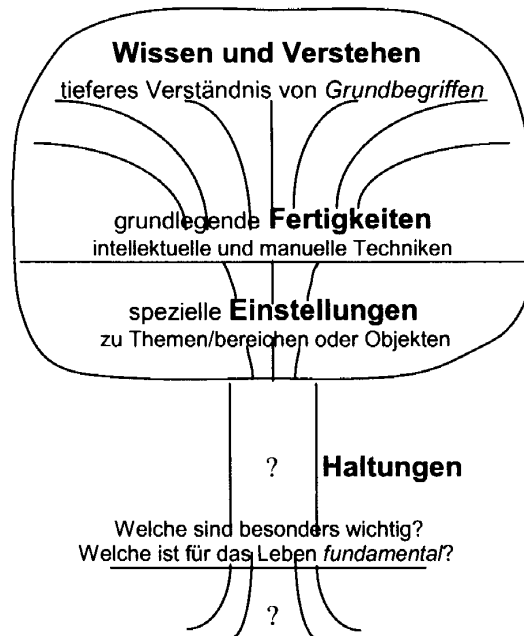 Wissen und Verstehen
tieferes Verständnis von Grundbegriffen
grundlegende Fertigkeiten
intellektuelle und manuelle Techniken
spezielle Einstellungen
zu Themen/bereichen oder Objekten
? Haltungen
Welche sind besonders wichtig?
Welche ist für das Leben fundamental?
?